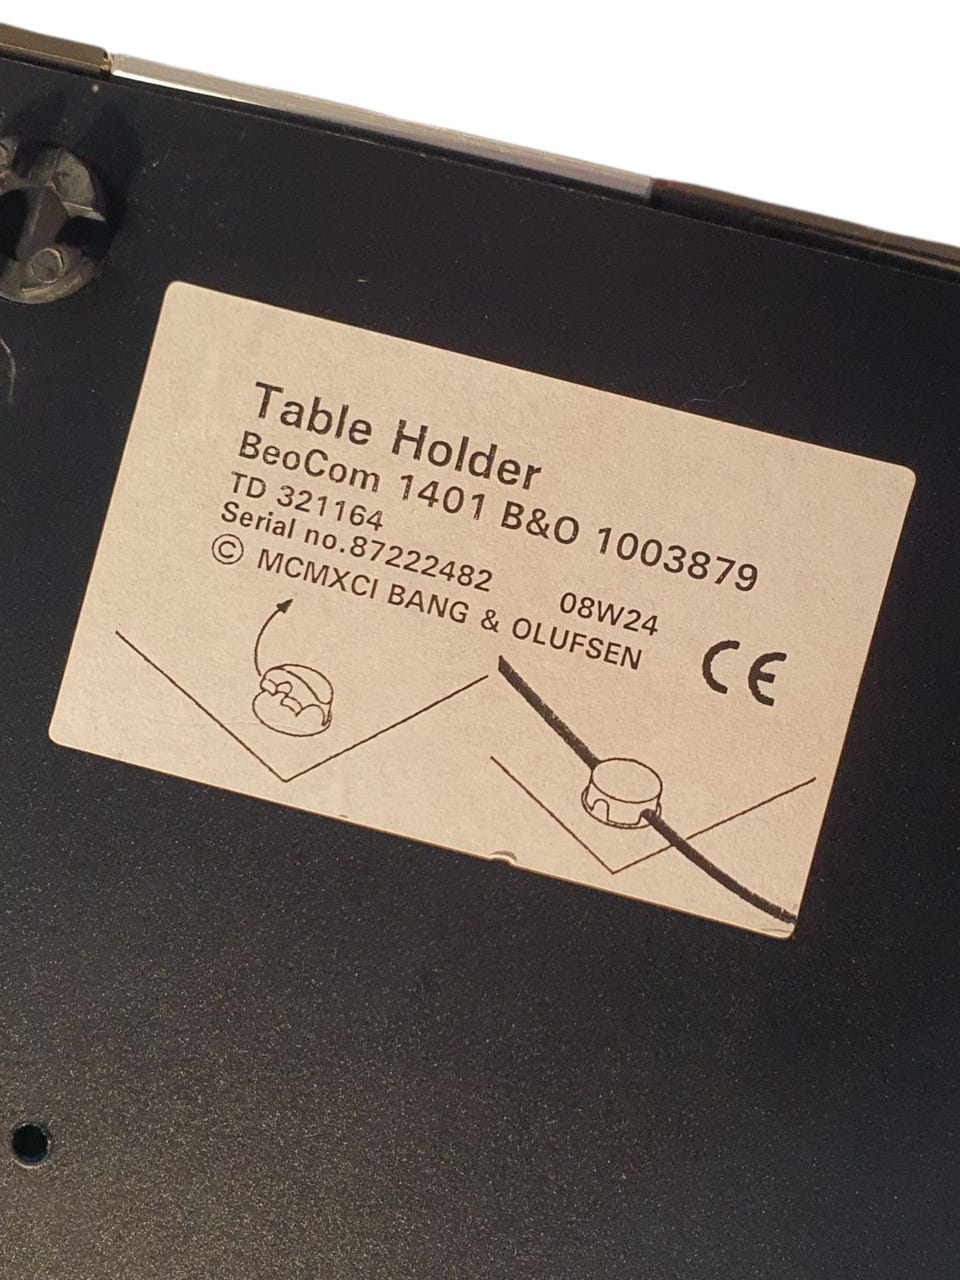 Table Holder
BeoCom 1401 B&O 1003879
TD 321164
Serial no.87222482 08W24
© MCMXCI BANG & OLUFSEN
CE